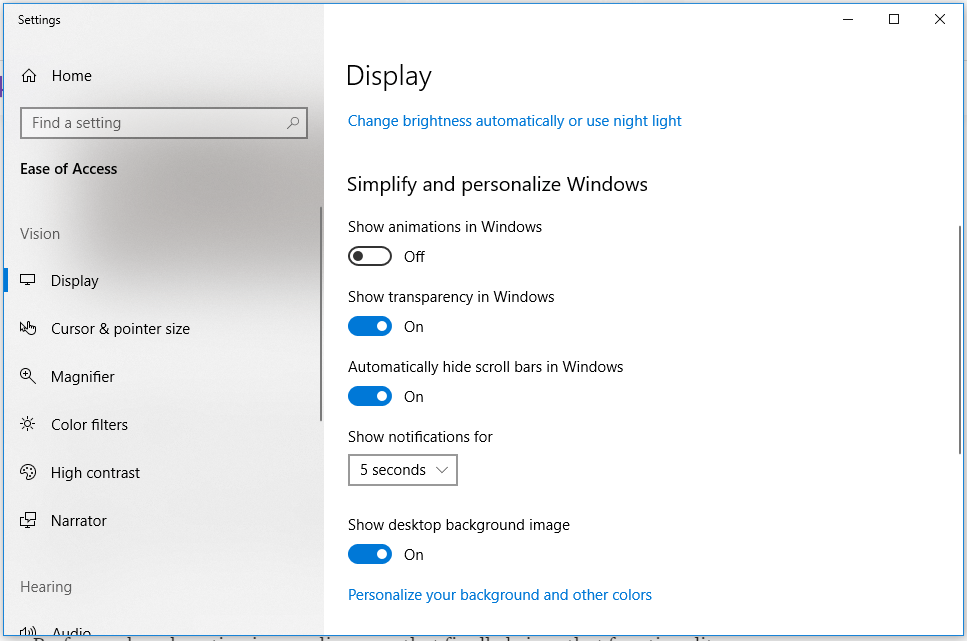 Settings
Home
Find a setting
Ease of Access
Vision
Display
Cursor & pointer size
Magnifier
Color filters
High contrast
Narrator
Hearing
Audio
Display
Change brightness automatically or use night light
Simplify and personalize Windows
Show animations in Windows
Off
Show transparency in Windows
On
Automatically hide scroll bars in Windows
On
Show notifications for
5 seconds
Show desktop background image
On
Personalize your background and other colors